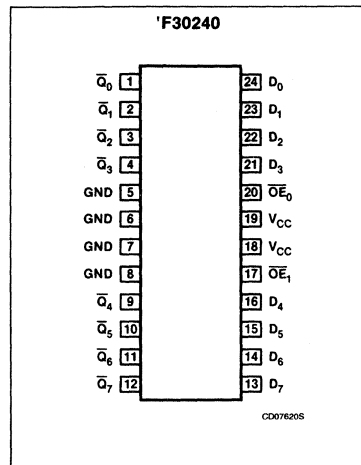 'F30240
Q̅0 1 24 D0
Q̅1 2 23 D1
Q̅2 3 22 D2
Q̅3 4 21 D3
GND 5 20 O̅E̅0
GND 6 19 VCC
GND 7 18 VCC
GND 8 17 O̅E̅1
Q̅4 9 16 D4
Q̅5 10 15 D5
Q̅6 11 14 D6
Q̅7 12 13 D7
CD07620S